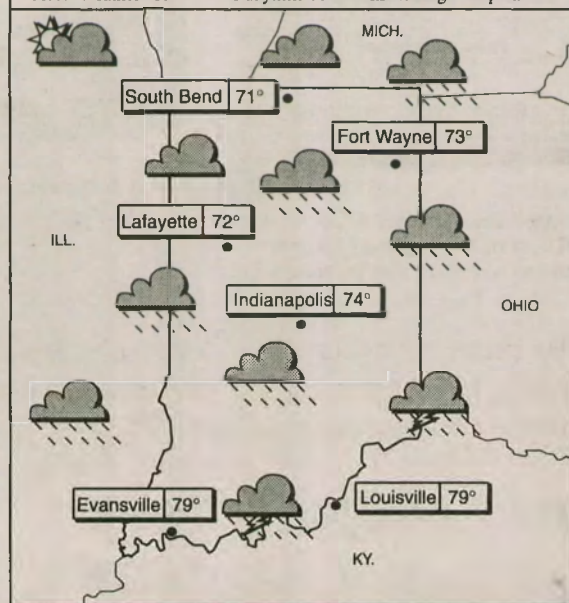 MICH.
South Bend 71°
Fort Wayne 73°
Lafayette 72°
ILL.
Indianapolis 74°
OHIO
Evansville 79°
Louisville 79°
KY.